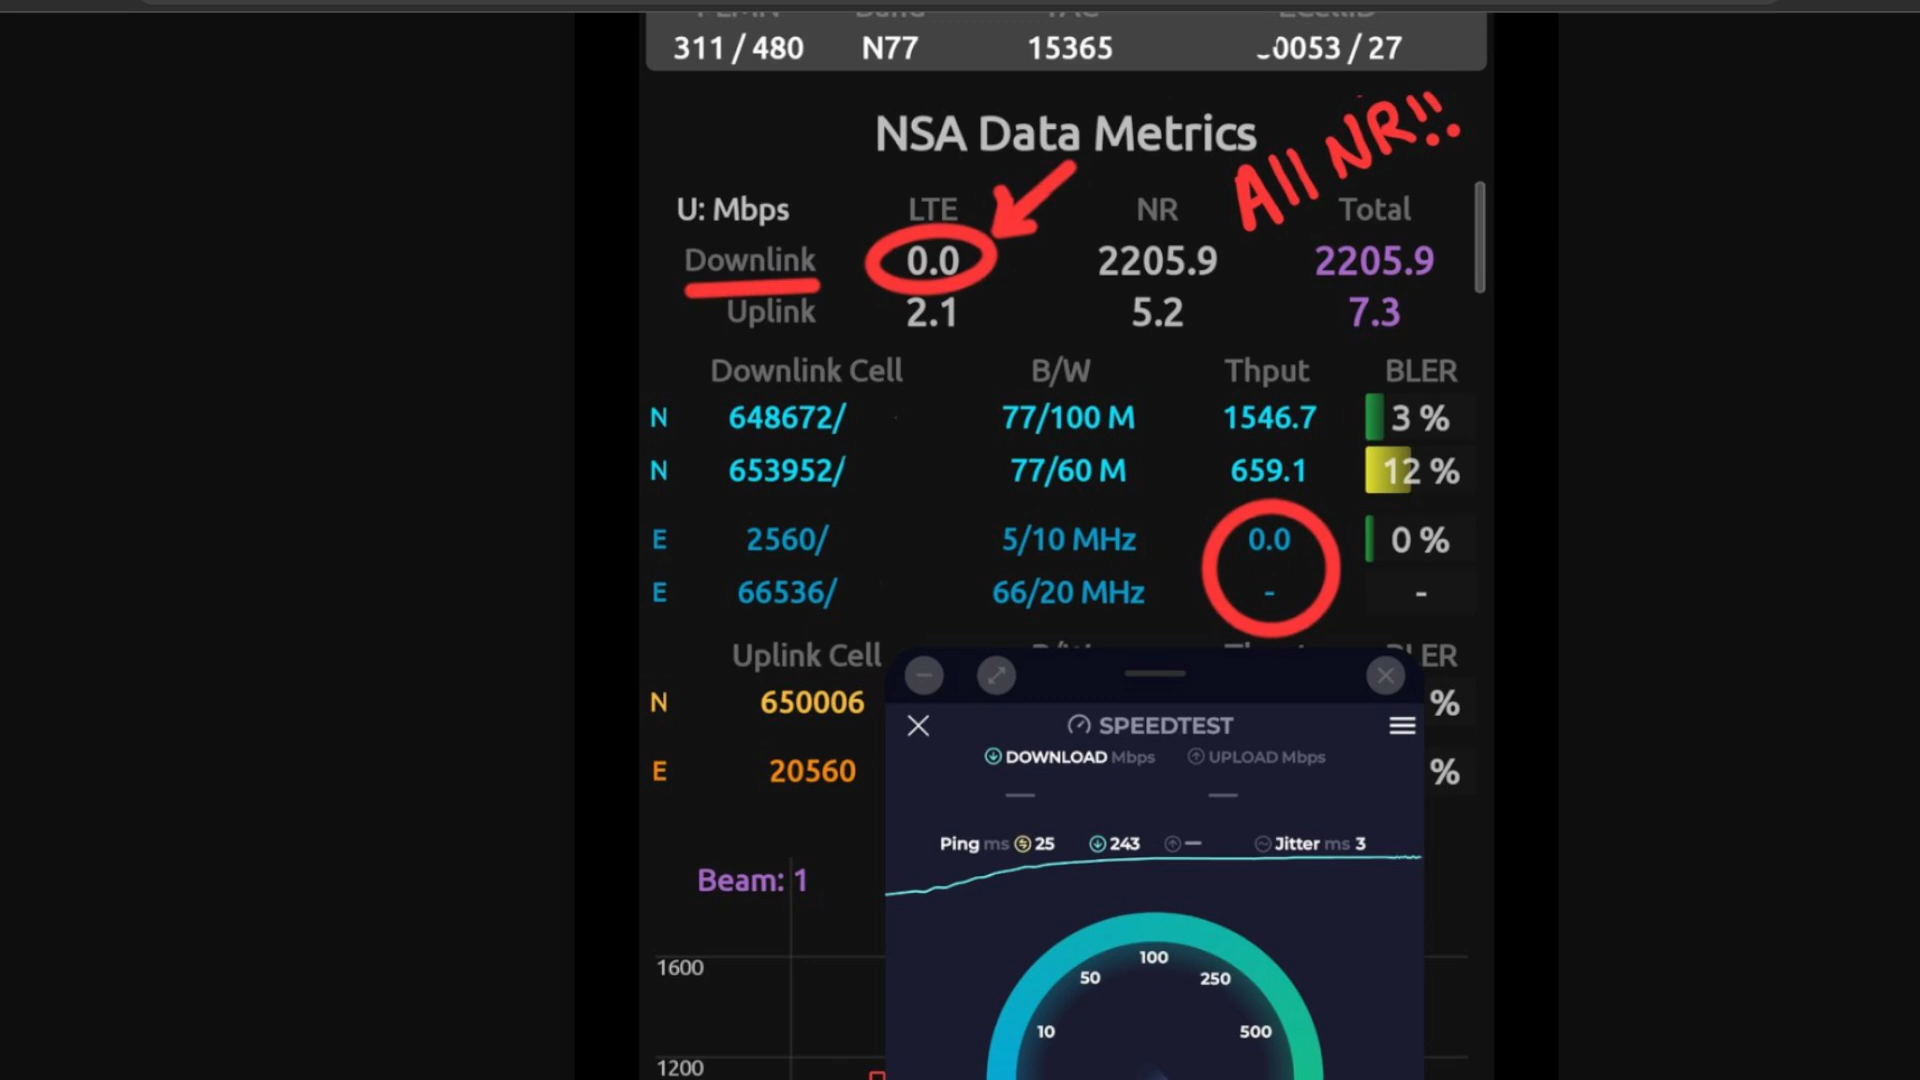 311 / 480 N77 15365 0053 / 27
NSA Data Metrics
All NR!!
U: Mbps LTE NR Total
Downlink 0.0 2205.9 2205.9
Uplink 2.1 5.2 7.3
Downlink Cell B/W Thput BLER
N 648672/ 77/100 M 1546.7 3 %
N 653952/ 77/60 M 659.1 12 %
E 2560/ 5/10 MHz 0.0 0 %
E 66536/ 66/20 MHz - -
Uplink Cell
N 650006 %
E 20560 %
SPEEDTEST
DOWNLOAD Mbps UPLOAD Mbps
— —
Ping ms 25 243 — Jitter ms 3
Beam: 1
1600
1200
10
50
100
250
500